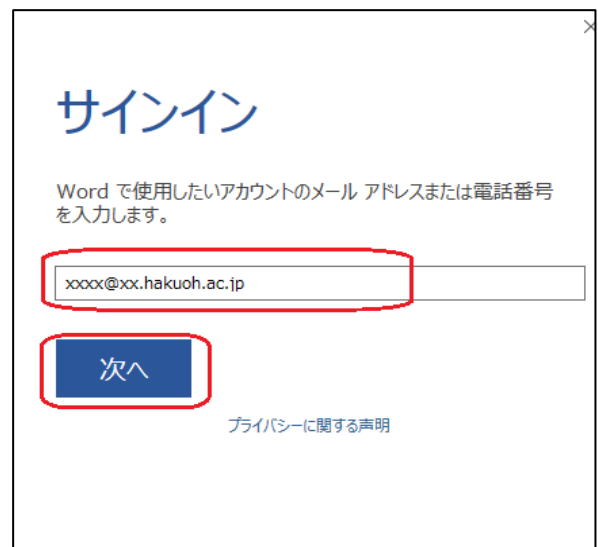 サインイン
Word で使用したいアカウントのメール アドレスまたは電話番号
を入力します。
xxxx@xx.hakuoh.ac.jp
次へ
プライバシーに関する声明